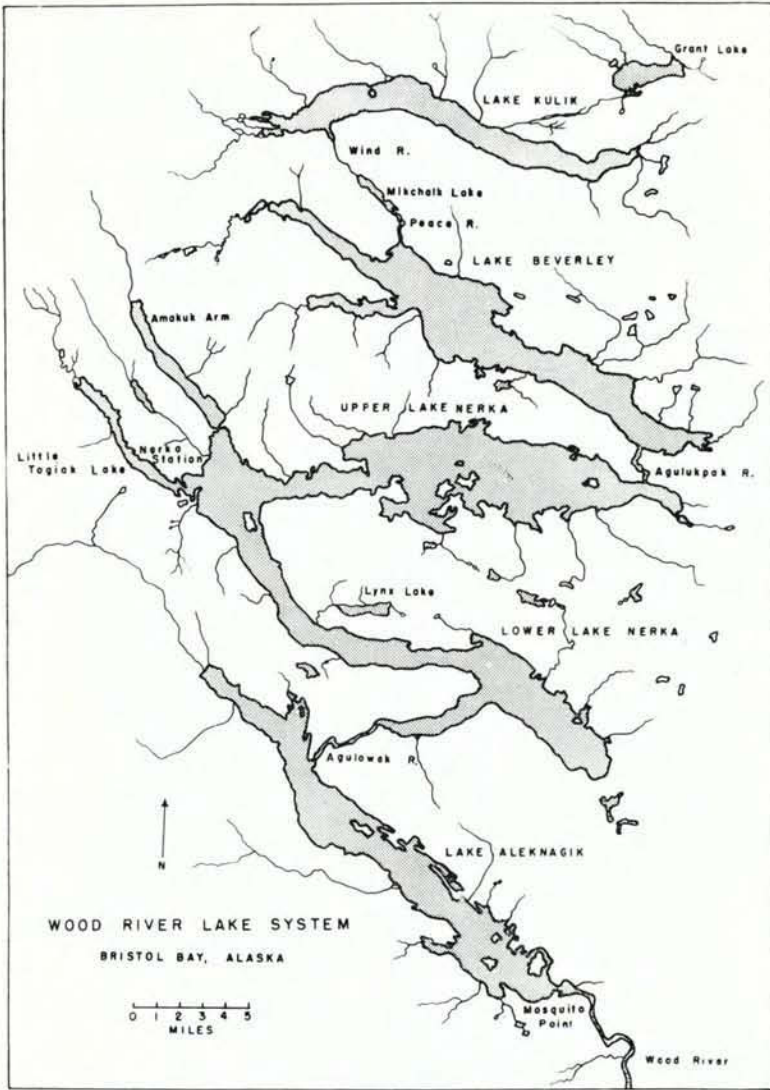 Grant Lake
LAKE KULIK
Wind R.
Mikchalk Lake
Peace R.
LAKE BEVERLEY
Amakuk Arm
UPPER LAKE NERKA
Nerka
Station
Little
Togiak Lake
Agulukpak R.
Lynx Lake
LOWER LAKE NERKA
Agulowak R.
N
LAKE ALEKNAGIK
WOOD RIVER LAKE SYSTEM
BRISTOL BAY, ALASKA
0 1 2 3 4 5
MILES
Mosquito
Point
Wood River